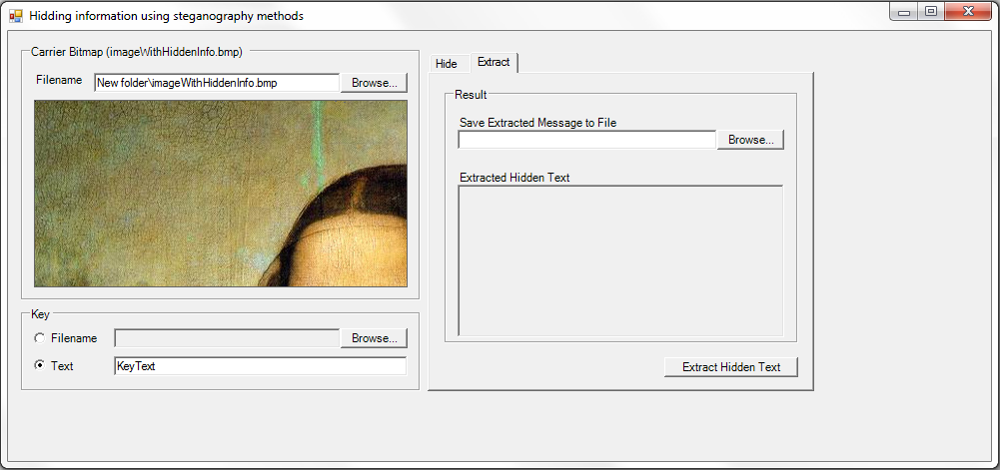 Hidding information using steganography methods
Carrier Bitmap (imageWithHiddenInfo.bmp)
Filename New folder\imageWithHiddenInfo.bmp Browse...
Key
Filename Browse...
Text KeyText
Hide Extract
Result
Save Extracted Message to File
Browse...
Extracted Hidden Text
Extract Hidden Text